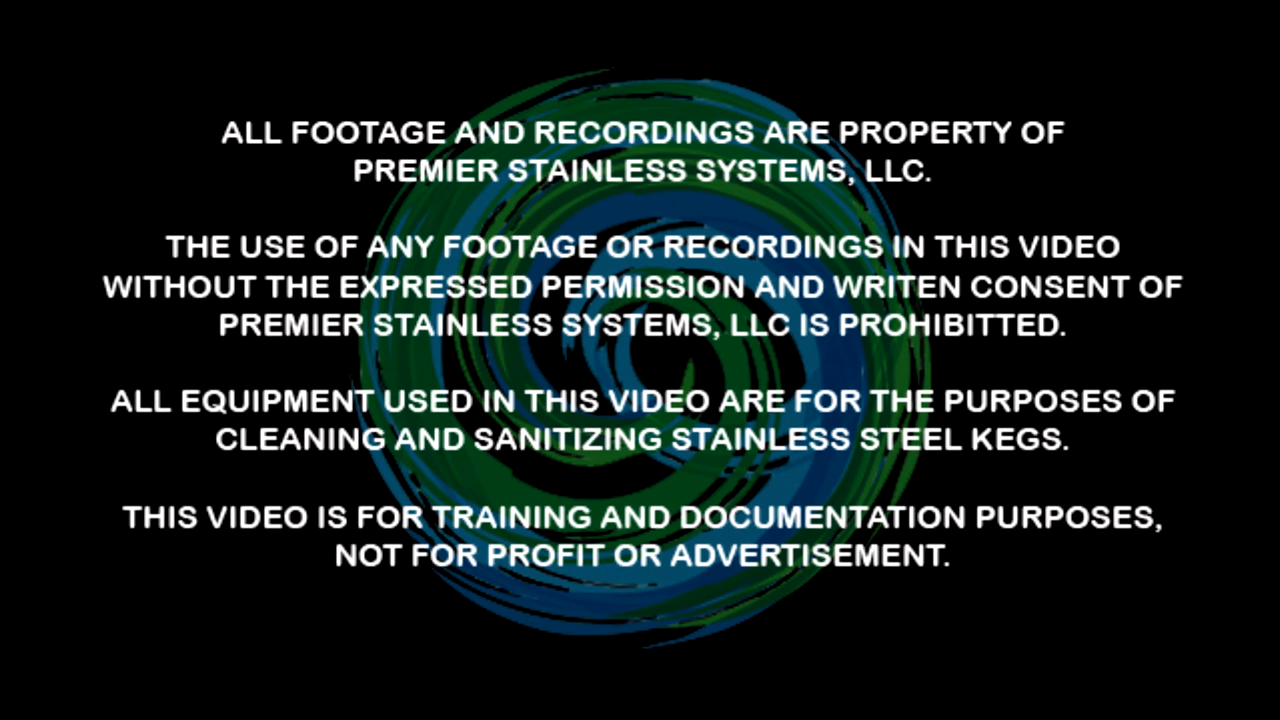 ALL FOOTAGE AND RECORDINGS ARE PROPERTY OF
PREMIER STAINLESS SYSTEMS, LLC.
THE USE OF ANY FOOTAGE OR RECORDINGS IN THIS VIDEO
WITHOUT THE EXPRESSED PERMISSION AND WRITEN CONSENT OF
PREMIER STAINLESS SYSTEMS, LLC IS PROHIBITTED.
ALL EQUIPMENT USED IN THIS VIDEO ARE FOR THE PURPOSES OF
CLEANING AND SANITIZING STAINLESS STEEL KEGS.
THIS VIDEO IS FOR TRAINING AND DOCUMENTATION PURPOSES,
NOT FOR PROFIT OR ADVERTISEMENT.